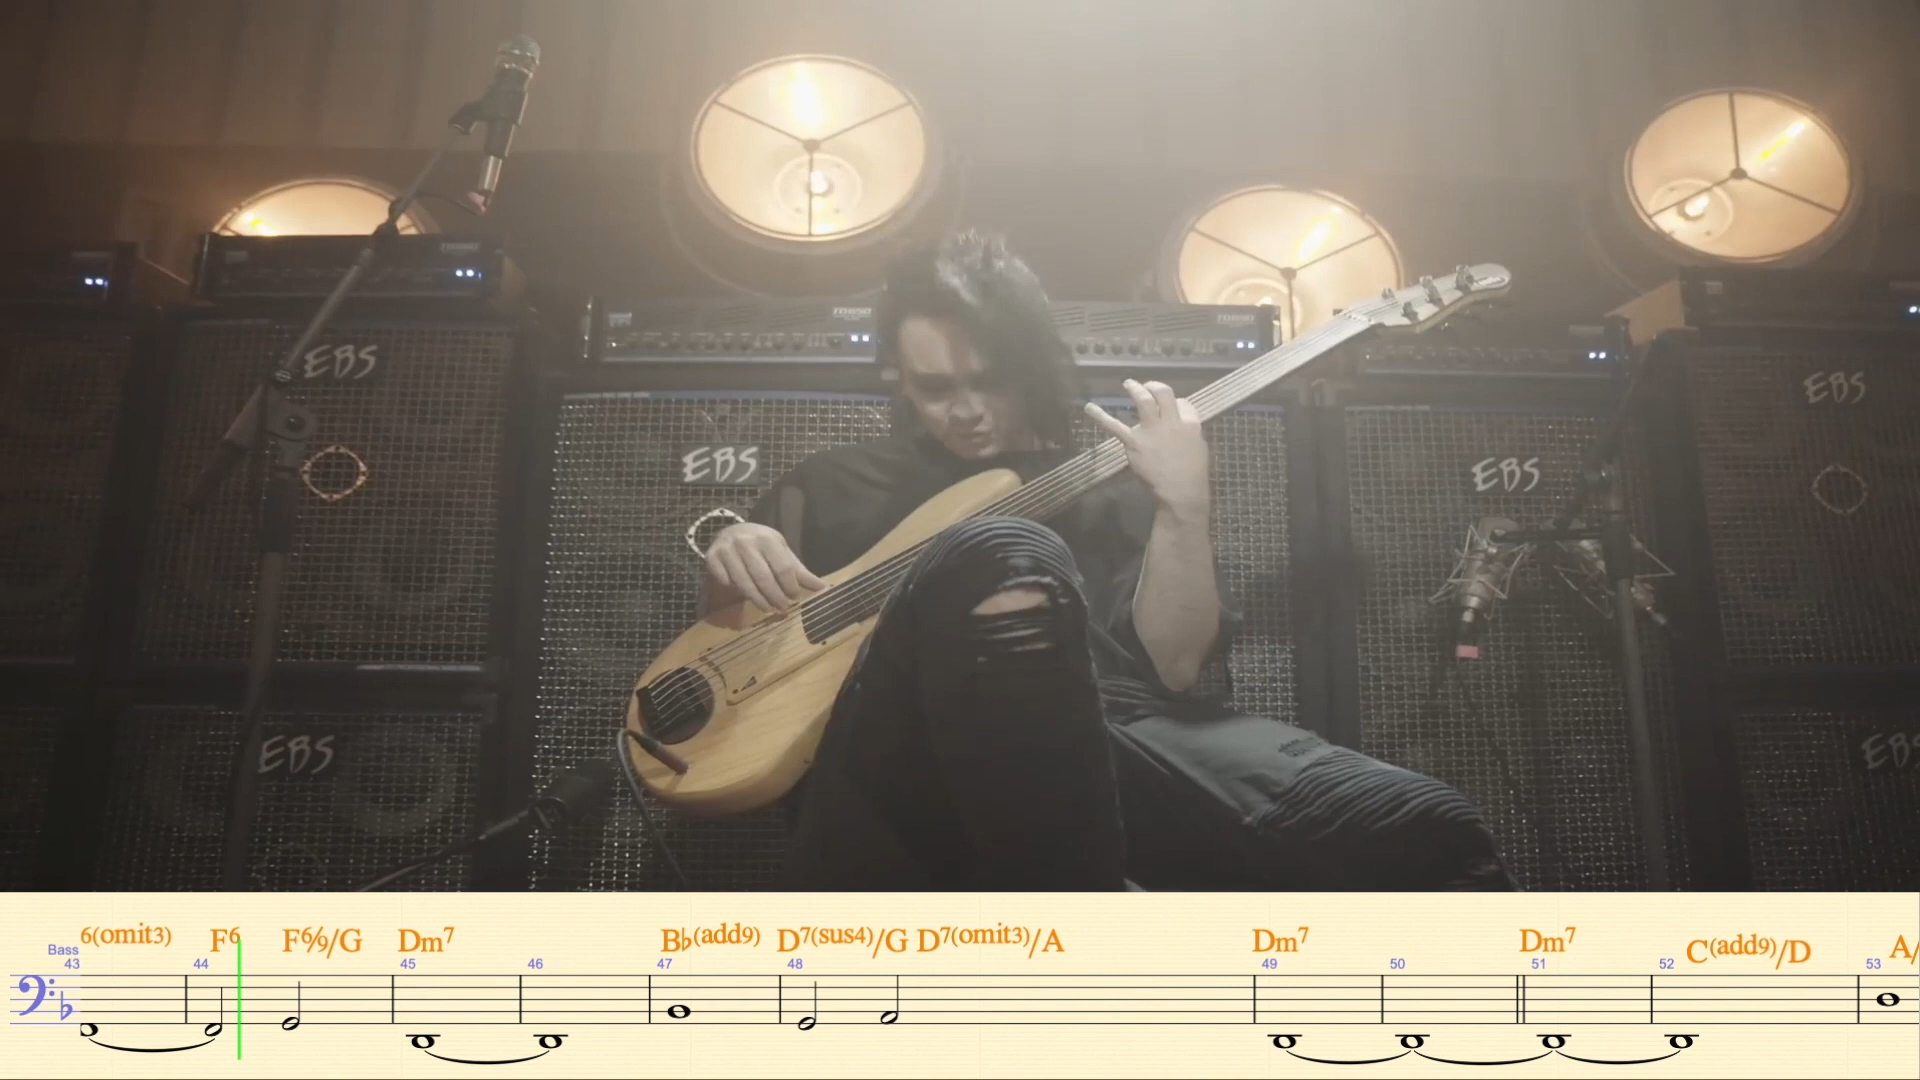 EBS
EBS
EBS
EBS
EBS
6(omit3) F6 F6/9/G Dm7 B♭(add9) D7(sus4)/G D7(omit3)/A Dm7 Dm7 C(add9)/D A/
Bass
43 44 45 46 47 48 49 50 51 52 53